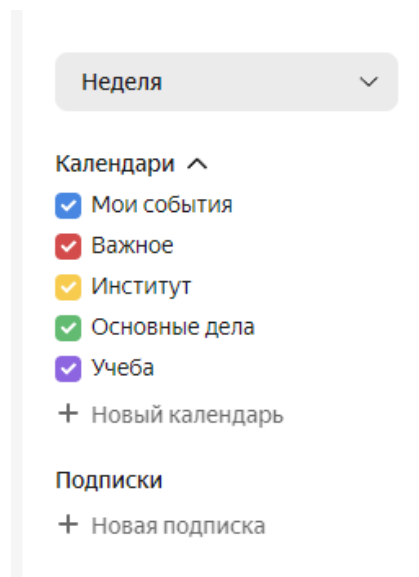 Неделя
Календари
Мои события
Важное
Институт
Основные дела
Учеба
+ Новый календарь
Подписки
+ Новая подписка